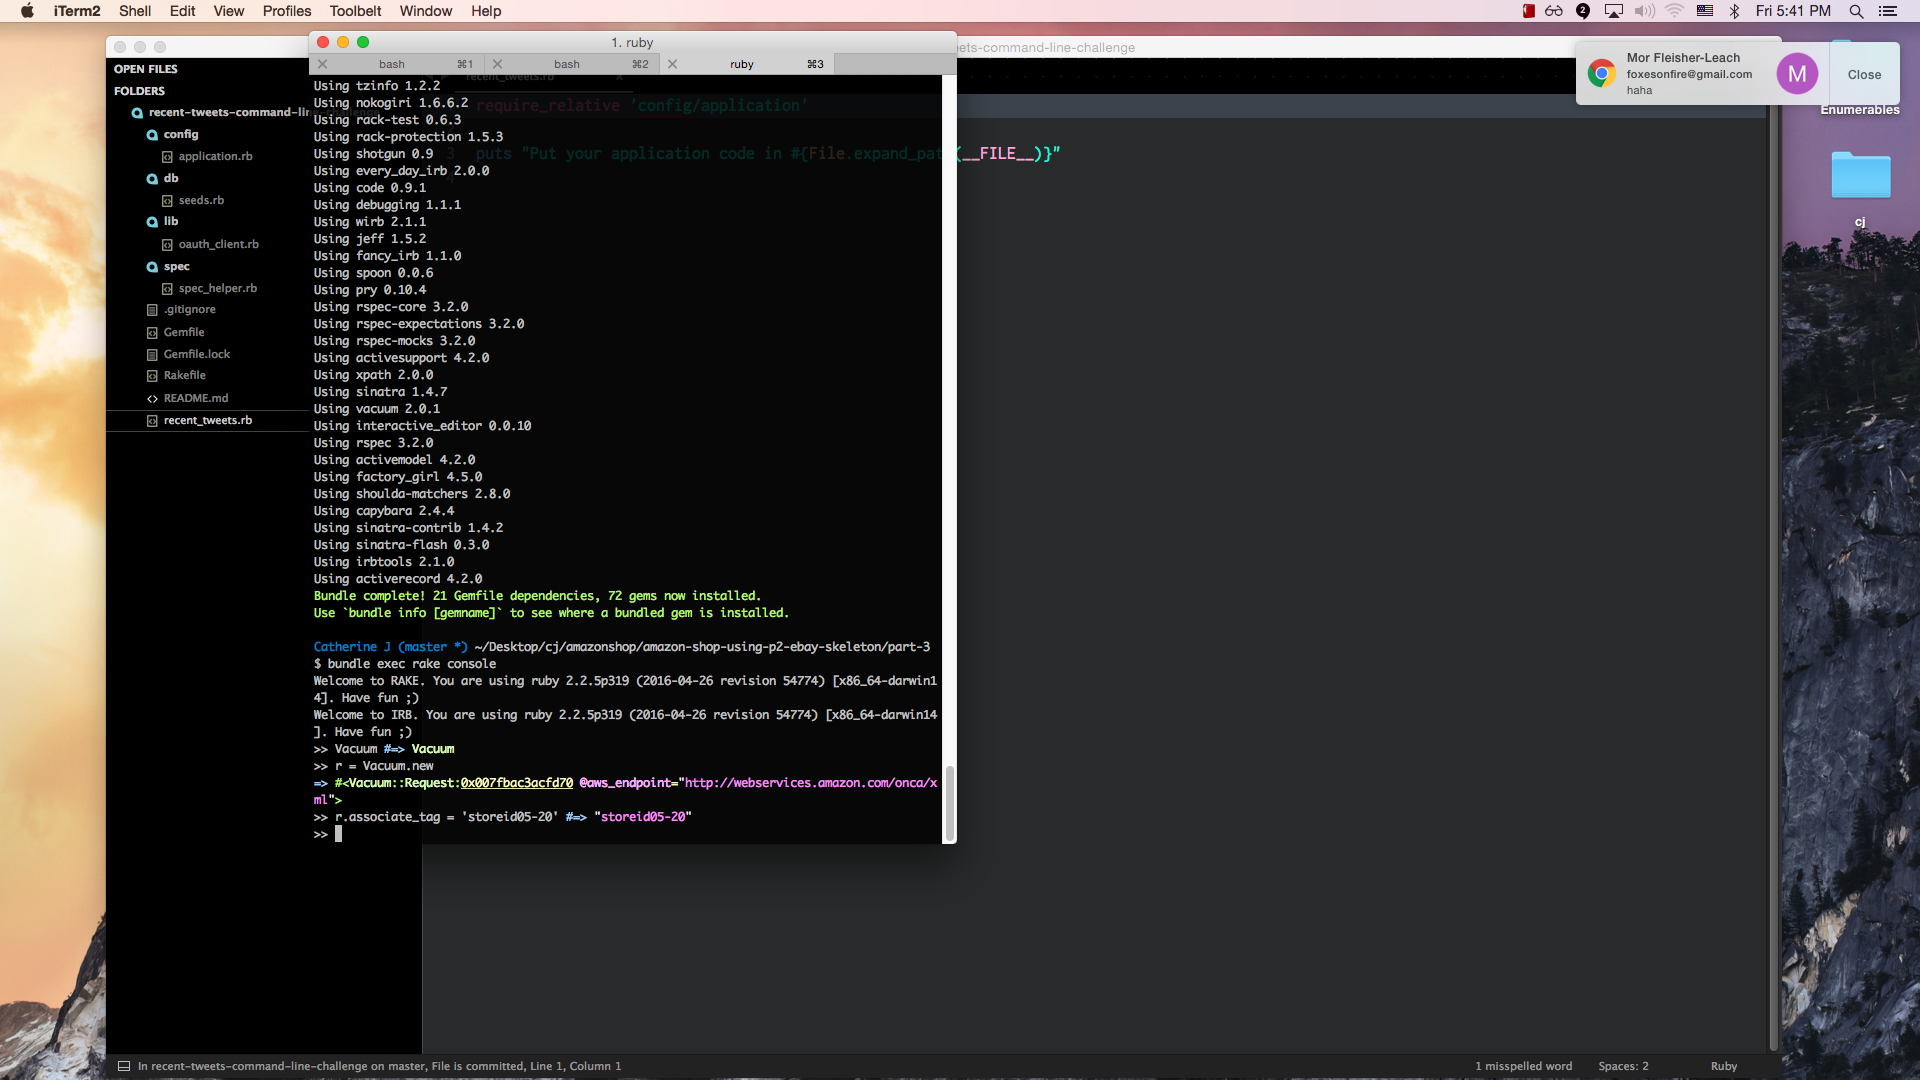 iTerm2 Shell Edit View Profiles Toolbelt Window Help
2 Fri 5:41 PM
1. ruby
ets-command-line-challenge
bash ⌘1 bash ⌘2 ruby ⌘3
recent_tweets.rb
OPEN FILES
FOLDERS
recent-tweets-command-line-challenge
config
application.rb
db
seeds.rb
lib
oauth_client.rb
spec
spec_helper.rb
.gitignore
Gemfile
Gemfile.lock
Rakefile
README.md
recent_tweets.rb
require_relative 'config/application'
3 puts "Put your application code in #{File.expand_path(__FILE__)}"
Using tzinfo 1.2.2
Using nokogiri 1.6.6.2
Using rack-test 0.6.3
Using rack-protection 1.5.3
Using shotgun 0.9
Using every_day_irb 2.0.0
Using code 0.9.1
Using debugging 1.1.1
Using wirb 2.1.1
Using jeff 1.5.2
Using fancy_irb 1.1.0
Using spoon 0.0.6
Using pry 0.10.4
Using rspec-core 3.2.0
Using rspec-expectations 3.2.0
Using rspec-mocks 3.2.0
Using activesupport 4.2.0
Using xpath 2.0.0
Using sinatra 1.4.7
Using vacuum 2.0.1
Using interactive_editor 0.0.10
Using rspec 3.2.0
Using activemodel 4.2.0
Using factory_girl 4.5.0
Using shoulda-matchers 2.8.0
Using capybara 2.4.4
Using sinatra-contrib 1.4.2
Using sinatra-flash 0.3.0
Using irbtools 2.1.0
Using activerecord 4.2.0
Bundle complete! 21 Gemfile dependencies, 72 gems now installed.
Use `bundle info [gemname]` to see where a bundled gem is installed.
Catherine J (master *) ~/Desktop/cj/amazonshop/amazon-shop-using-p2-ebay-skeleton/part-3
$ bundle exec rake console
Welcome to RAKE. You are using ruby 2.2.5p319 (2016-04-26 revision 54774) [x86_64-darwin1
4]. Have fun ;)
Welcome to IRB. You are using ruby 2.2.5p319 (2016-04-26 revision 54774) [x86_64-darwin14
]. Have fun ;)
>> Vacuum #=> Vacuum
>> r = Vacuum.new
=> #<Vacuum::Request:0x007fbac3acfd70 @aws_endpoint="http://webservices.amazon.com/onca/x
ml">
>> r.associate_tag = 'storeid05-20' #=> "storeid05-20"
>>
Mor Fleisher-Leach
foxesonfire@gmail.com
haha
M
Close
Enumerables
cj
In recent-tweets-command-line-challenge on master, File is committed, Line 1, Column 1
1 misspelled word Spaces: 2 Ruby